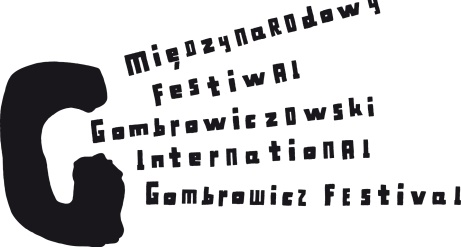 G
MiędzyNaRodowy
FestiwAl
GombrowiczowskI
InterNatioNAl
Gombrowicz FEstival